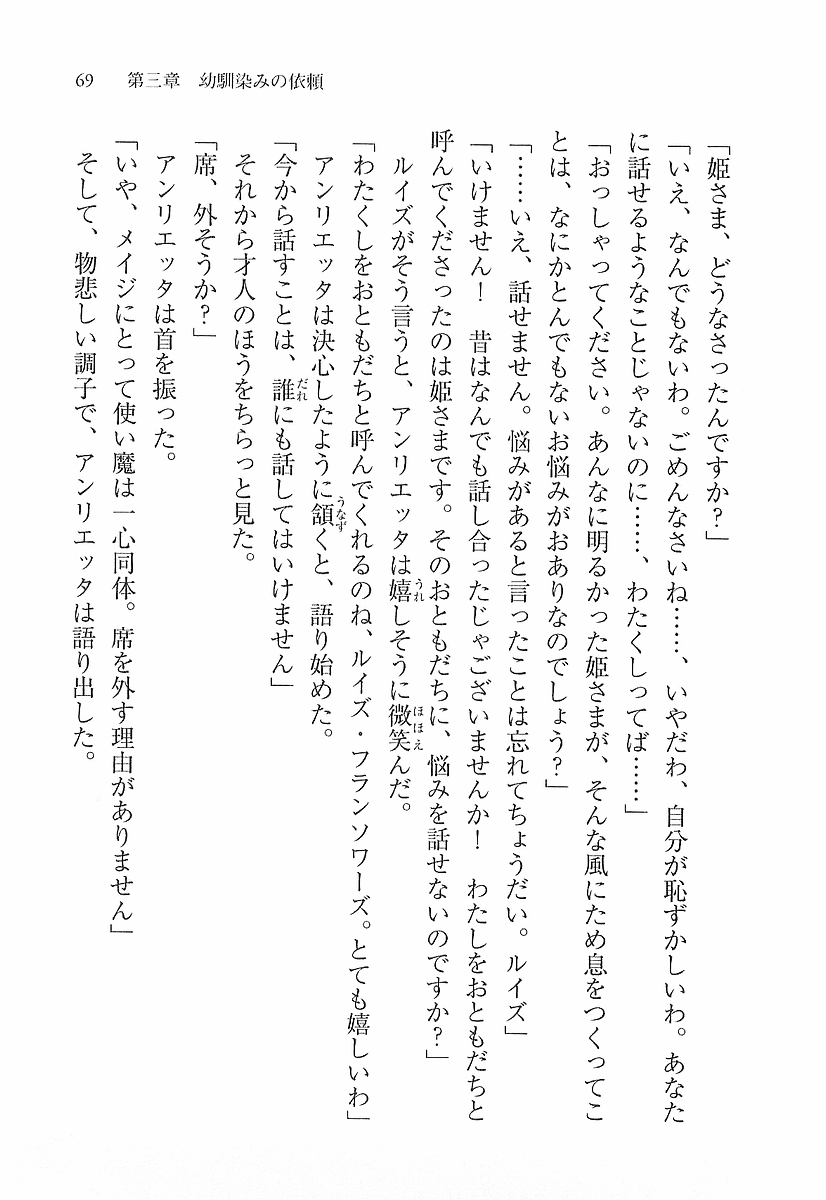 69　第三章　幼馴染みの依頼
「姫さま、どうなさったんですか？」
「いえ、なんでもないわ。ごめんなさいね……、いやだわ、自分が恥ずかしいわ。あなた
に話せるようなことじゃないのに……、わたくしってば……」
「おっしゃってください。あんなに明るかった姫さまが、そんな風にため息をつくってこ
とは、なにかとんでもないお悩みがおありなのでしょう？」
「……いえ、話せません。悩みがあると言ったことは忘れてちょうだい。ルイズ」
「いけません！　昔はなんでも話し合ったじゃございませんか！　わたしをおともだちと
呼んでくださったのは姫さまです。そのおともだちに、悩みを話せないのですか？」
　ルイズがそう言うと、アンリエッタは嬉うれしそうに微笑ほほえんだ。
「わたくしをおともだちと呼んでくれるのね、ルイズ・フランソワーズ。とても嬉しいわ」
　アンリエッタは決心したように頷うなずくと、語り始めた。
「今から話すことは、誰だれにも話してはいけません」
　それから才人のほうをちらっと見た。
「席、外そうか？」
　アンリエッタは首を振った。
「いや、メイジにとって使い魔は一心同体。席を外す理由がありません」
　そして、物悲しい調子で、アンリエッタは語り出した。